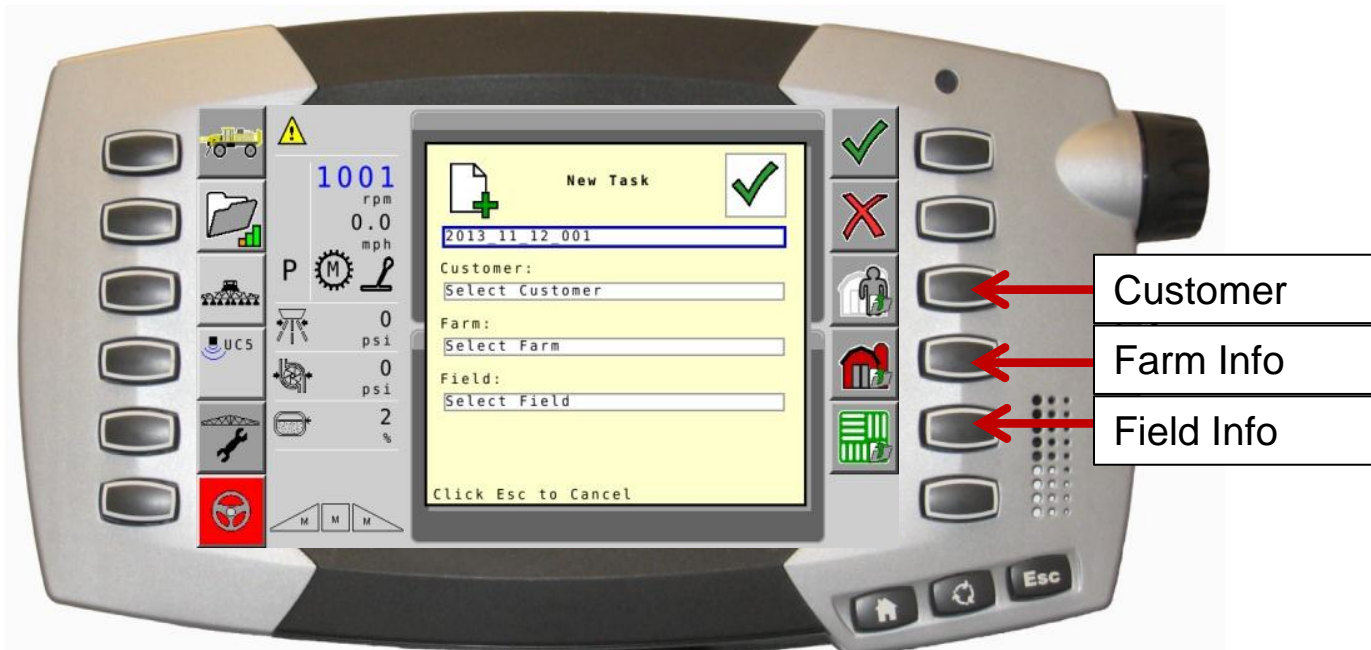 1001
rpm
0.0
mph
P M
0
psi
UC5
0
psi
2
%
M M M
New Task
2013_11_12_001
Customer:
Select Customer
Farm:
Select Farm
Field:
Select Field
Click Esc to Cancel
Customer
Farm Info
Field Info
Esc